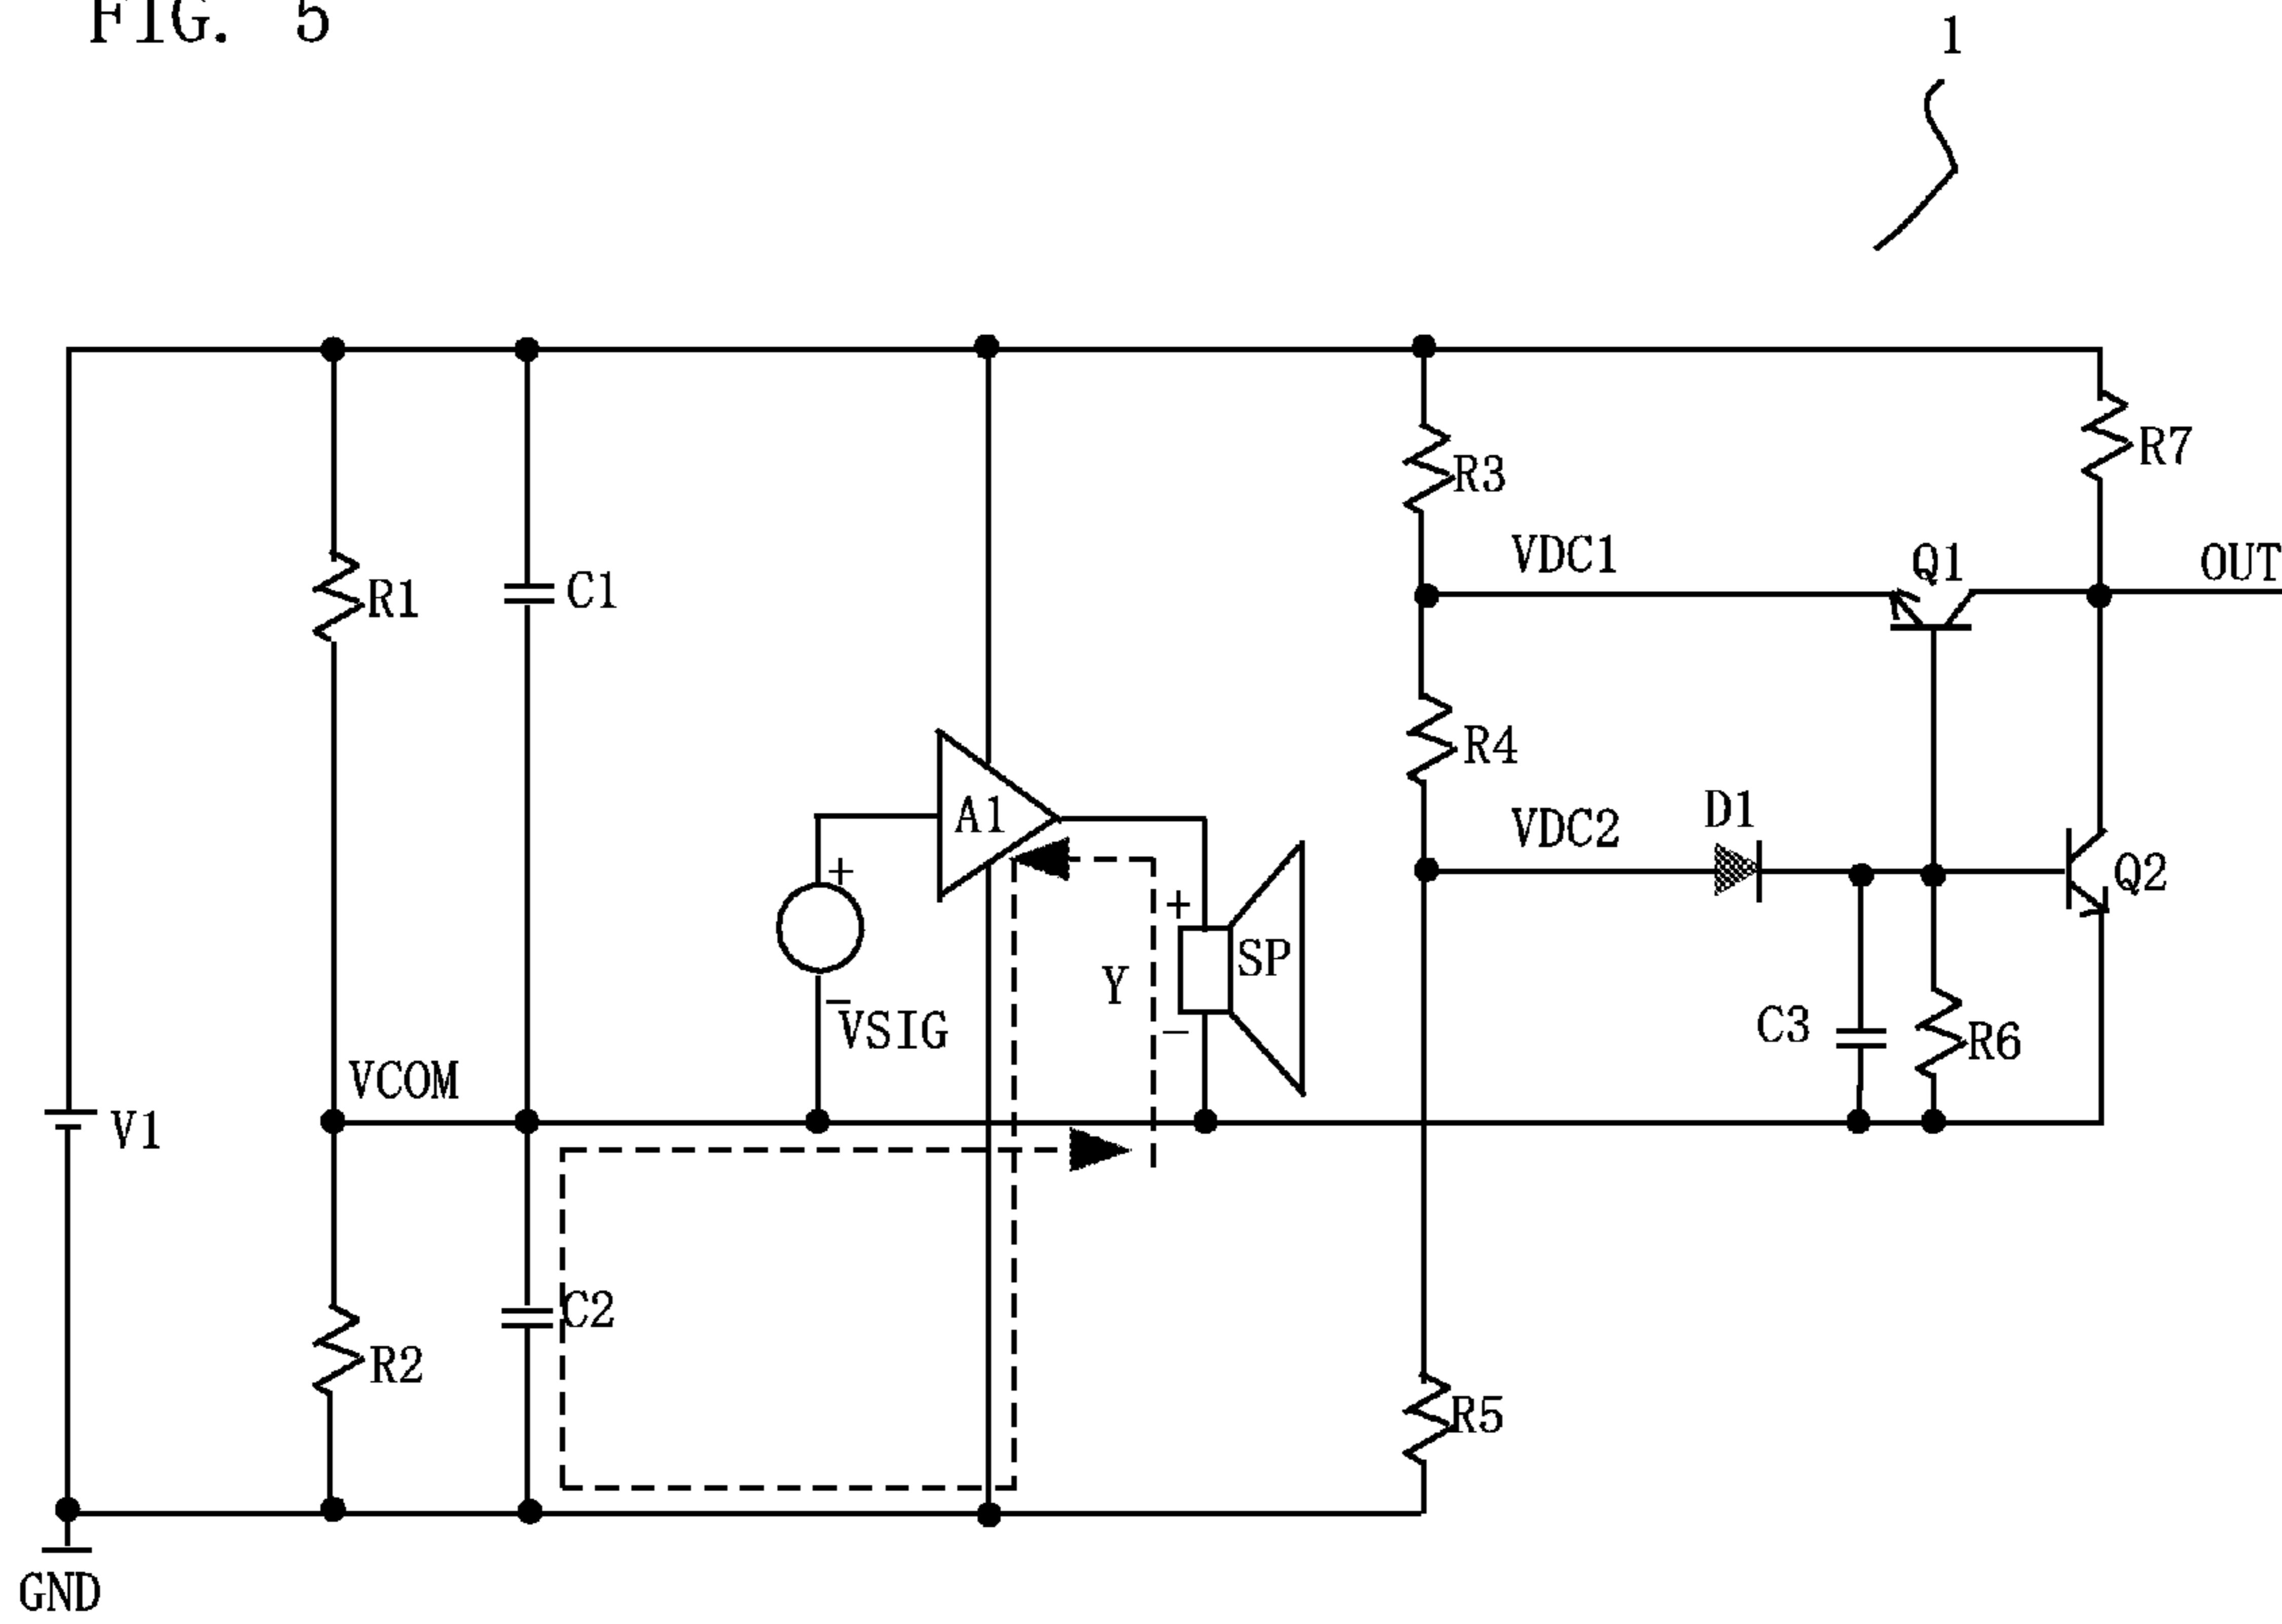 FIG. 5
1
R7
R3
VDC1
Q1
OUT
C1
R1
R4
VDC2
D1
A1
+
Q2
+
SP
Y
C3
R6
-
VSIG
-
VCOM
V1
C2
R2
R5
GND